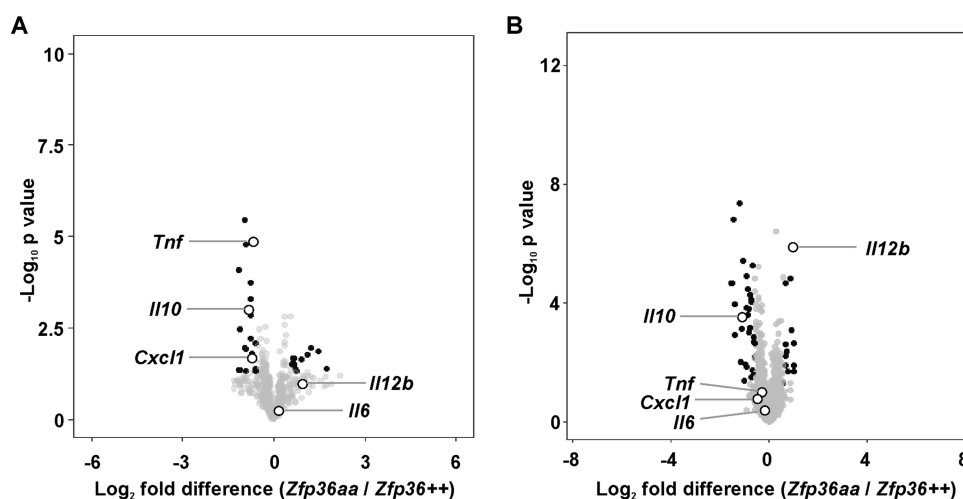 A
10
7.5
5
2.5
0
-Log10 p value
Tnf
Il10
Cxcl1
Il12b
Il6
-6
-3
0
3
6
Log2 fold difference (Zfp36aa / Zfp36++)
B
12
8
4
0
-Log10 p value
Il12b
Il10
Tnf
Cxcl1
Il6
-8
-4
0
4
8
Log2 fold difference (Zfp36aa / Zfp36++)